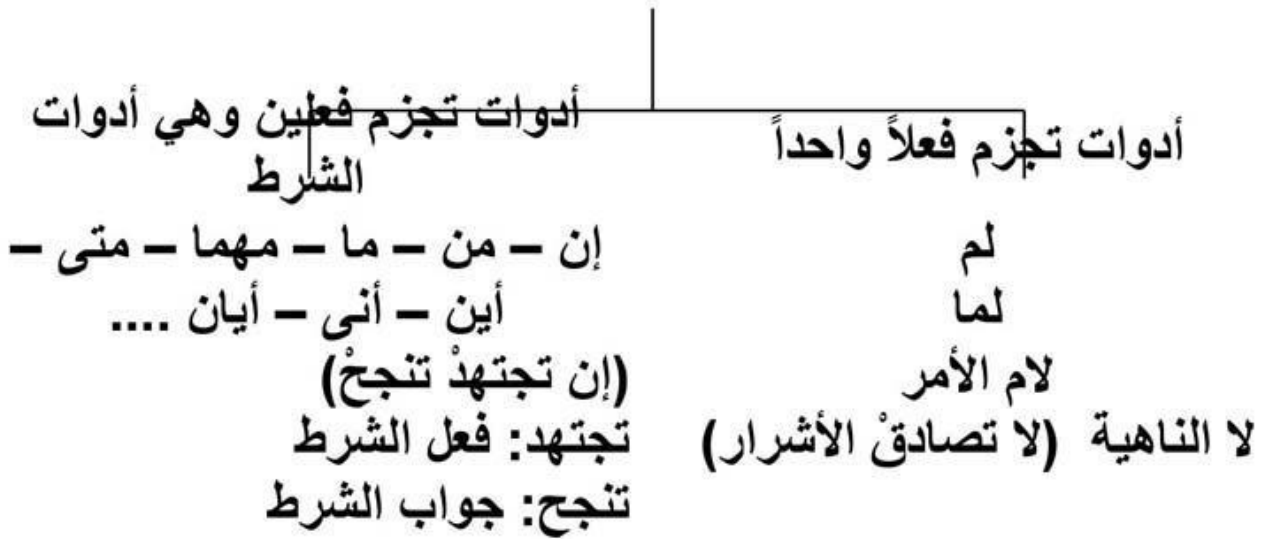 أدوات تجزم فعلاً واحداً
لم
لما
لام الأمر
لا الناهية (لا تصادقْ الأشرار)
أدوات تجزم فعلين وهي أدوات
الشرط
إن – من – ما – مهما – متى –
أين – أنى – أيان ....
(إن تجتهدْ تنجحْ)
تجتهد: فعل الشرط
تنجح: جواب الشرط